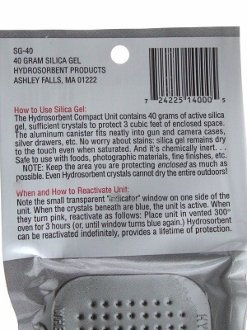 SG-40
40 GRAM SILICA GEL
HYDROSORBENT PRODUCTS
ASHLEY FALLS, MA 01222
7 24225 14000 5
How to Use Silica Gel:
The Hydrosorbent Compact Unit contains 40 grams of active silica
gel, sufficient crystals to protect 3 cubic feet of enclosed space.
The aluminum canister fits neatly into gun and camera cases,
silver drawers, etc. No worry about stains: silica gel remains dry
to the touch even when saturated. And it's chemically inert. . .
Safe to use with foods, photographic materials, fine finishes, etc.
NOTE: Keep the area you are protecting enclosed as much as
possible. Even Hydrosorbent crystals cannot dry the entire outdoors!
When and How to Reactivate Unit:
Note the small transparent "indicator" window on one side of
the unit. When the crystals beneath are blue, the unit is active. When
they turn pink, reactivate as follows: Place unit in vented 300°
oven for 3 hours (or, until window turns blue again.) Hydrosorbent
can be reactivated indefinitely, providing you with a lifetime of protection.